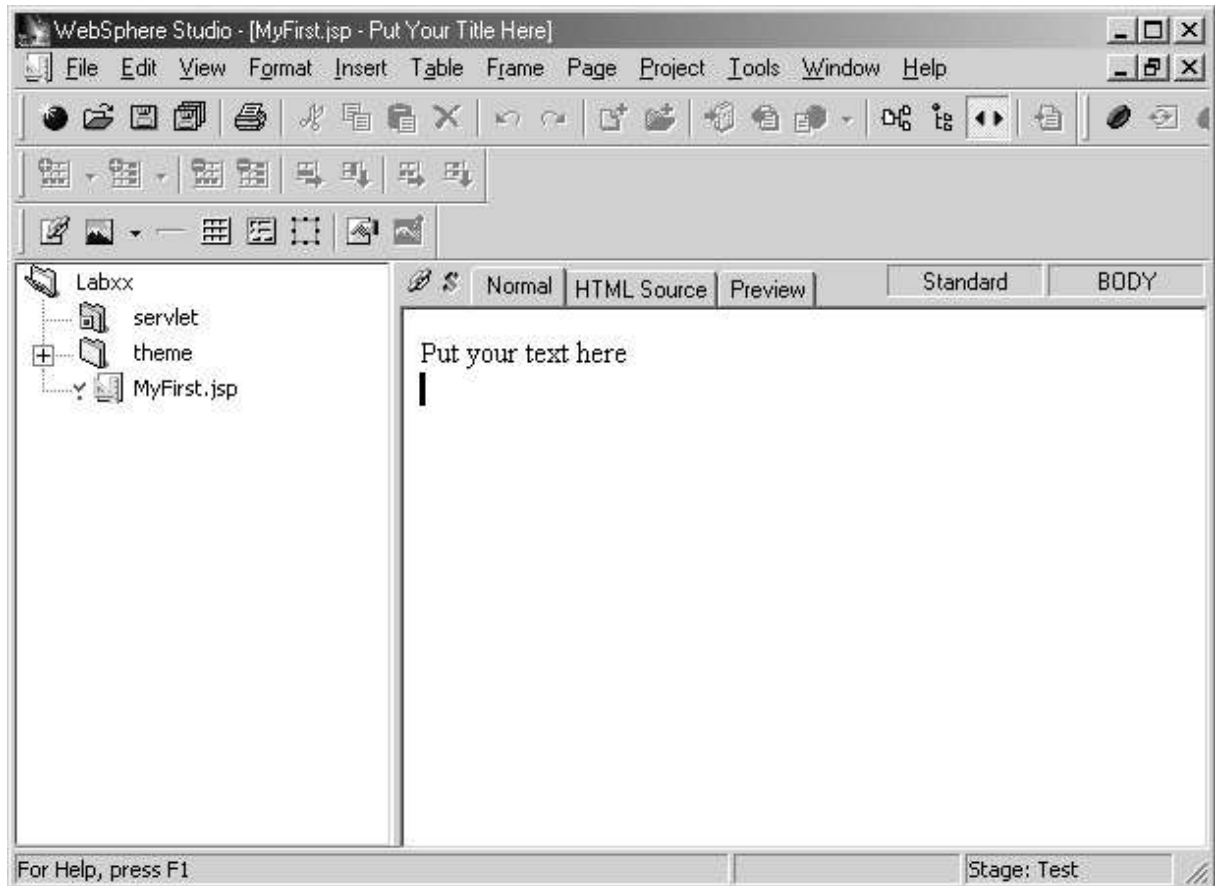 WebSphere Studio - [MyFirst.jsp - Put Your Title Here]
File Edit View Format Insert Table Frame Page Project Tools Window Help
Labxx
servlet
theme
MyFirst.jsp
Normal HTML Source Preview Standard BODY
Put your text here
For Help, press F1 Stage: Test